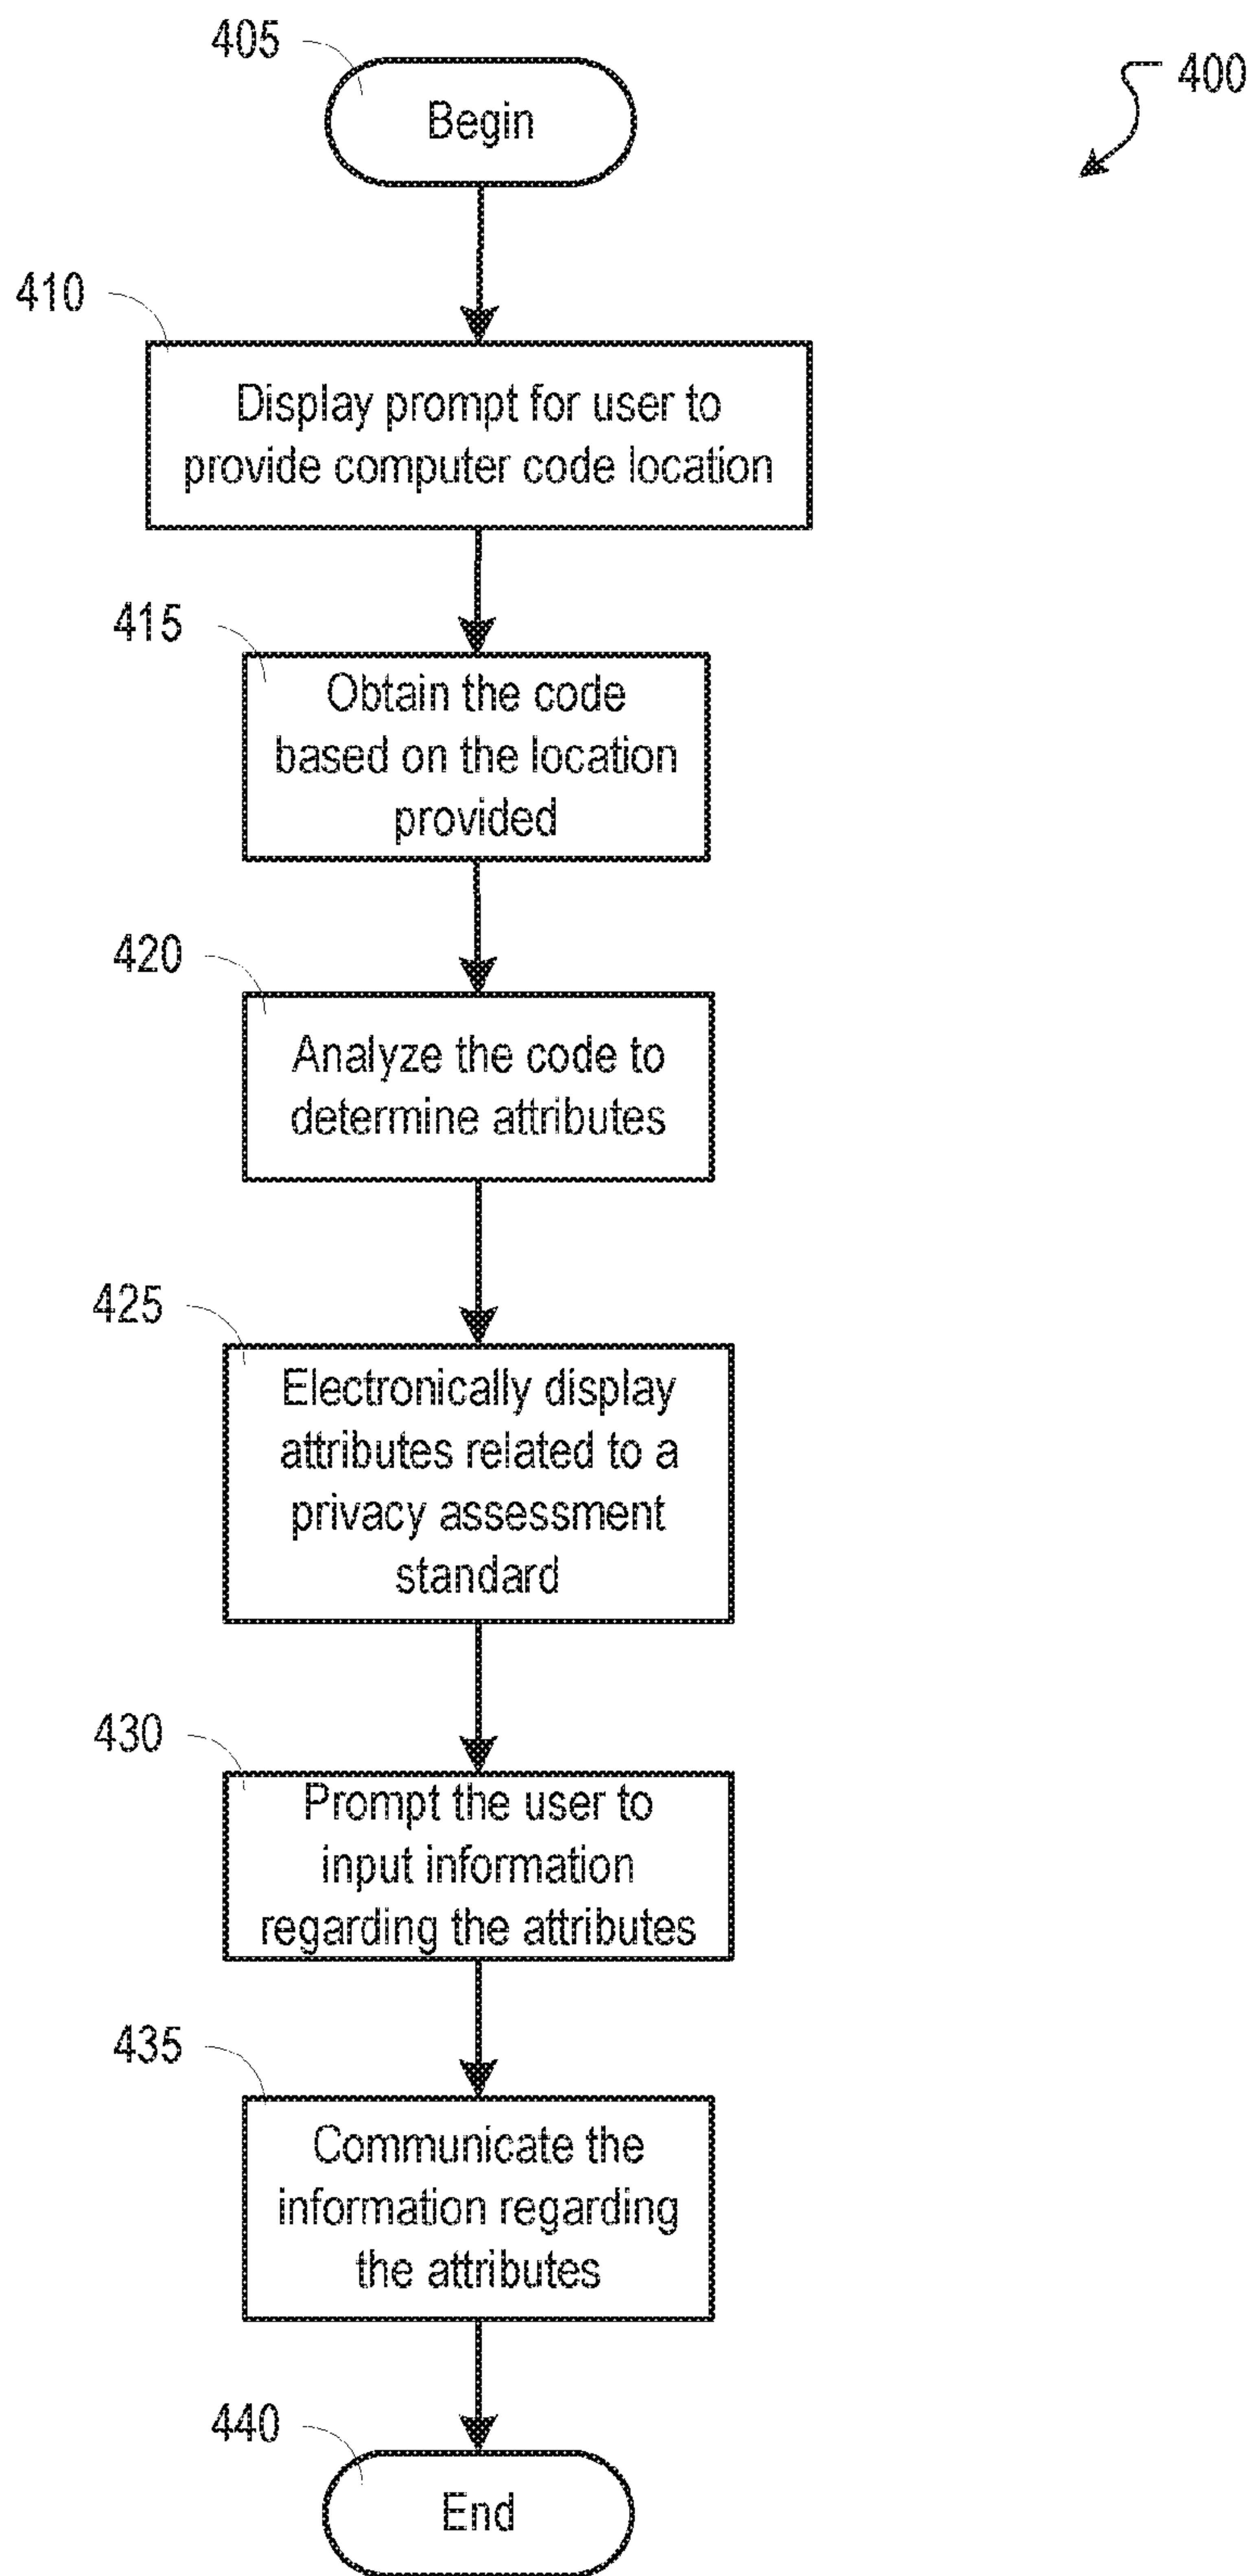 405
Begin
400
410
Display prompt for user to
provide computer code location
415
Obtain the code
based on the location
provided
420
Analyze the code to
determine attributes
425
Electronically display
attributes related to a
privacy assessment
standard
430
Prompt the user to
input information
regarding the attributes
435
Communicate the
information regarding
the attributes
440
End